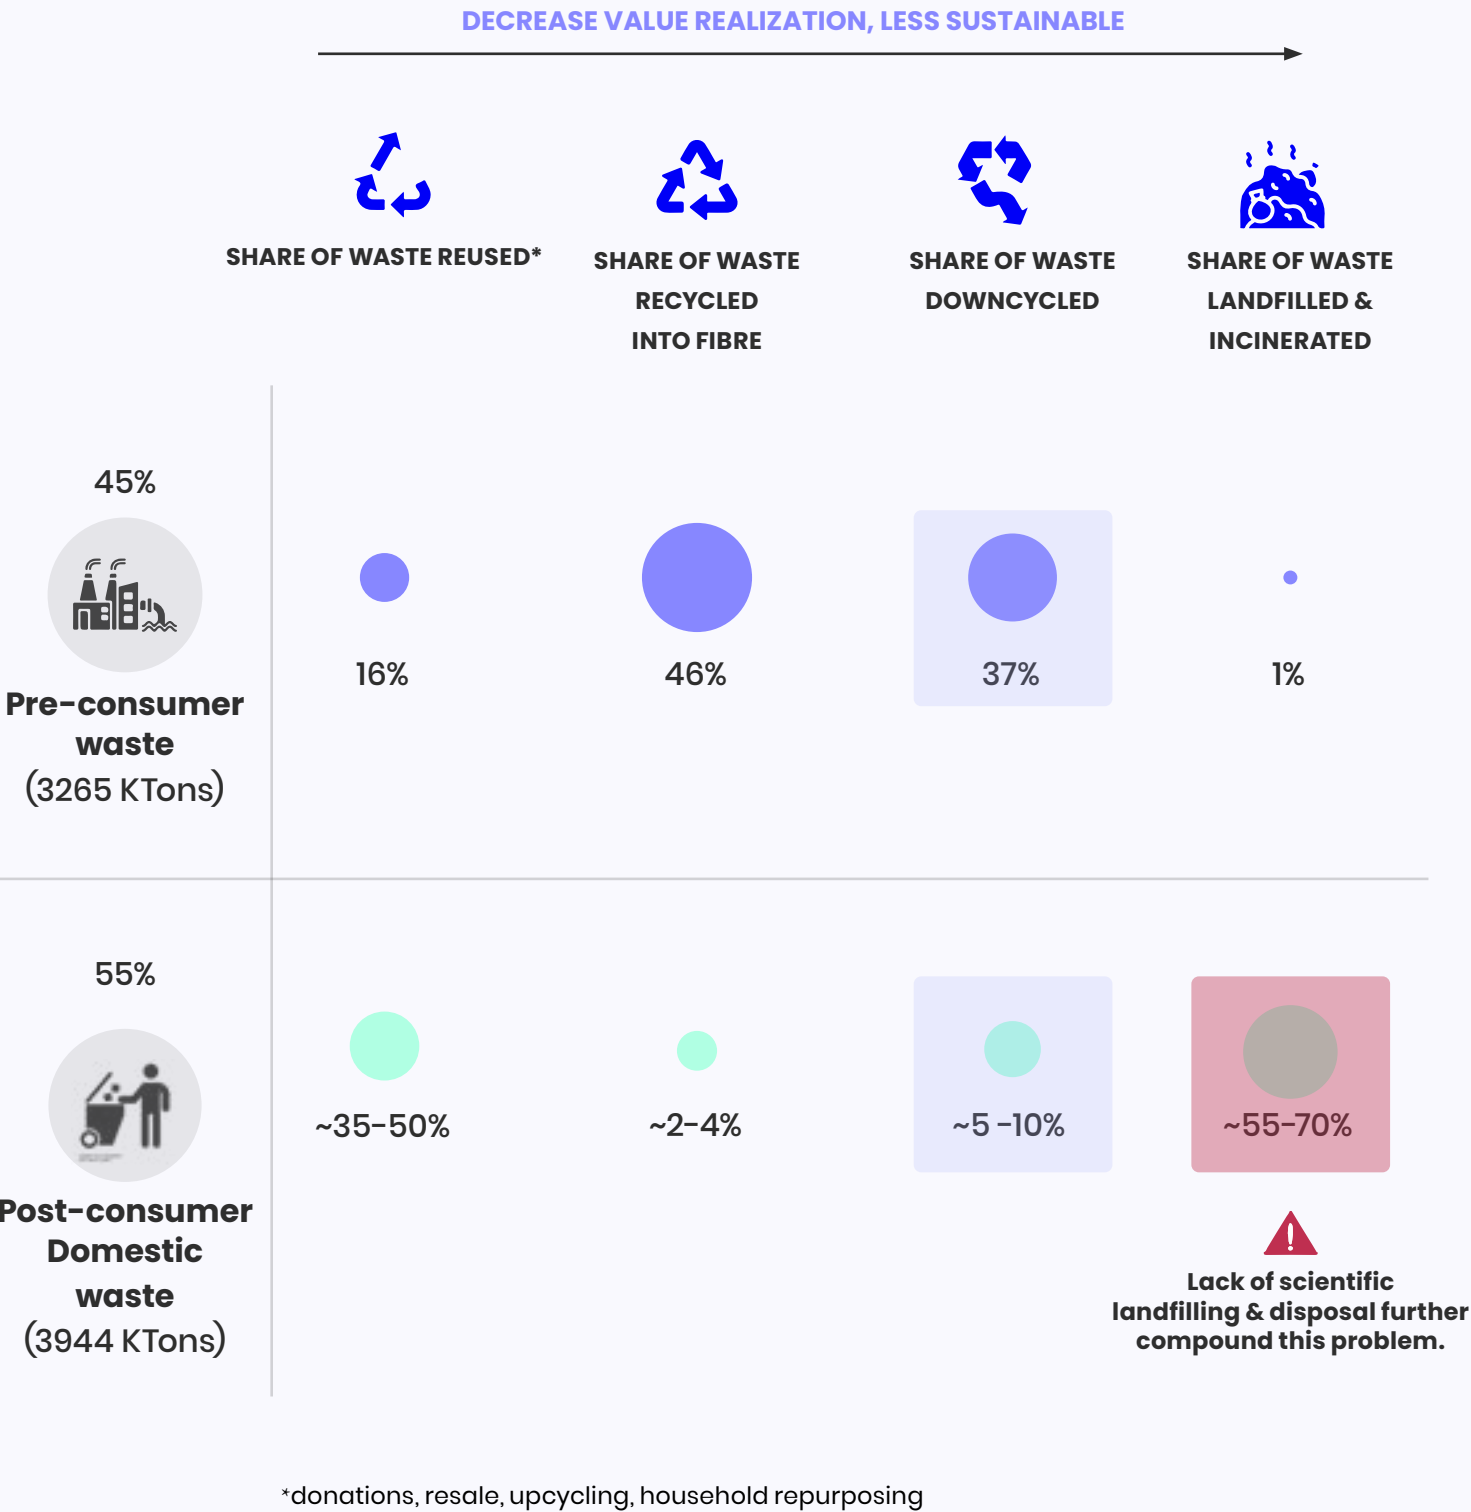 DECREASE VALUE REALIZATION, LESS SUSTAINABLE
SHARE OF WASTE REUSED*
SHARE OF WASTE
RECYCLED
INTO FIBRE
SHARE OF WASTE
DOWNCYCLED
SHARE OF WASTE
LANDFILLED &
INCINERATED
45%
Pre-consumer
waste
(3265 KTons)
16%
46%
37%
1%
55%
Post-consumer
Domestic
waste
(3944 KTons)
~35-50%
~2-4%
~5 -10%
~55-70%
Lack of scientific
landfilling & disposal further
compound this problem.
*donations, resale, upcycling, household repurposing